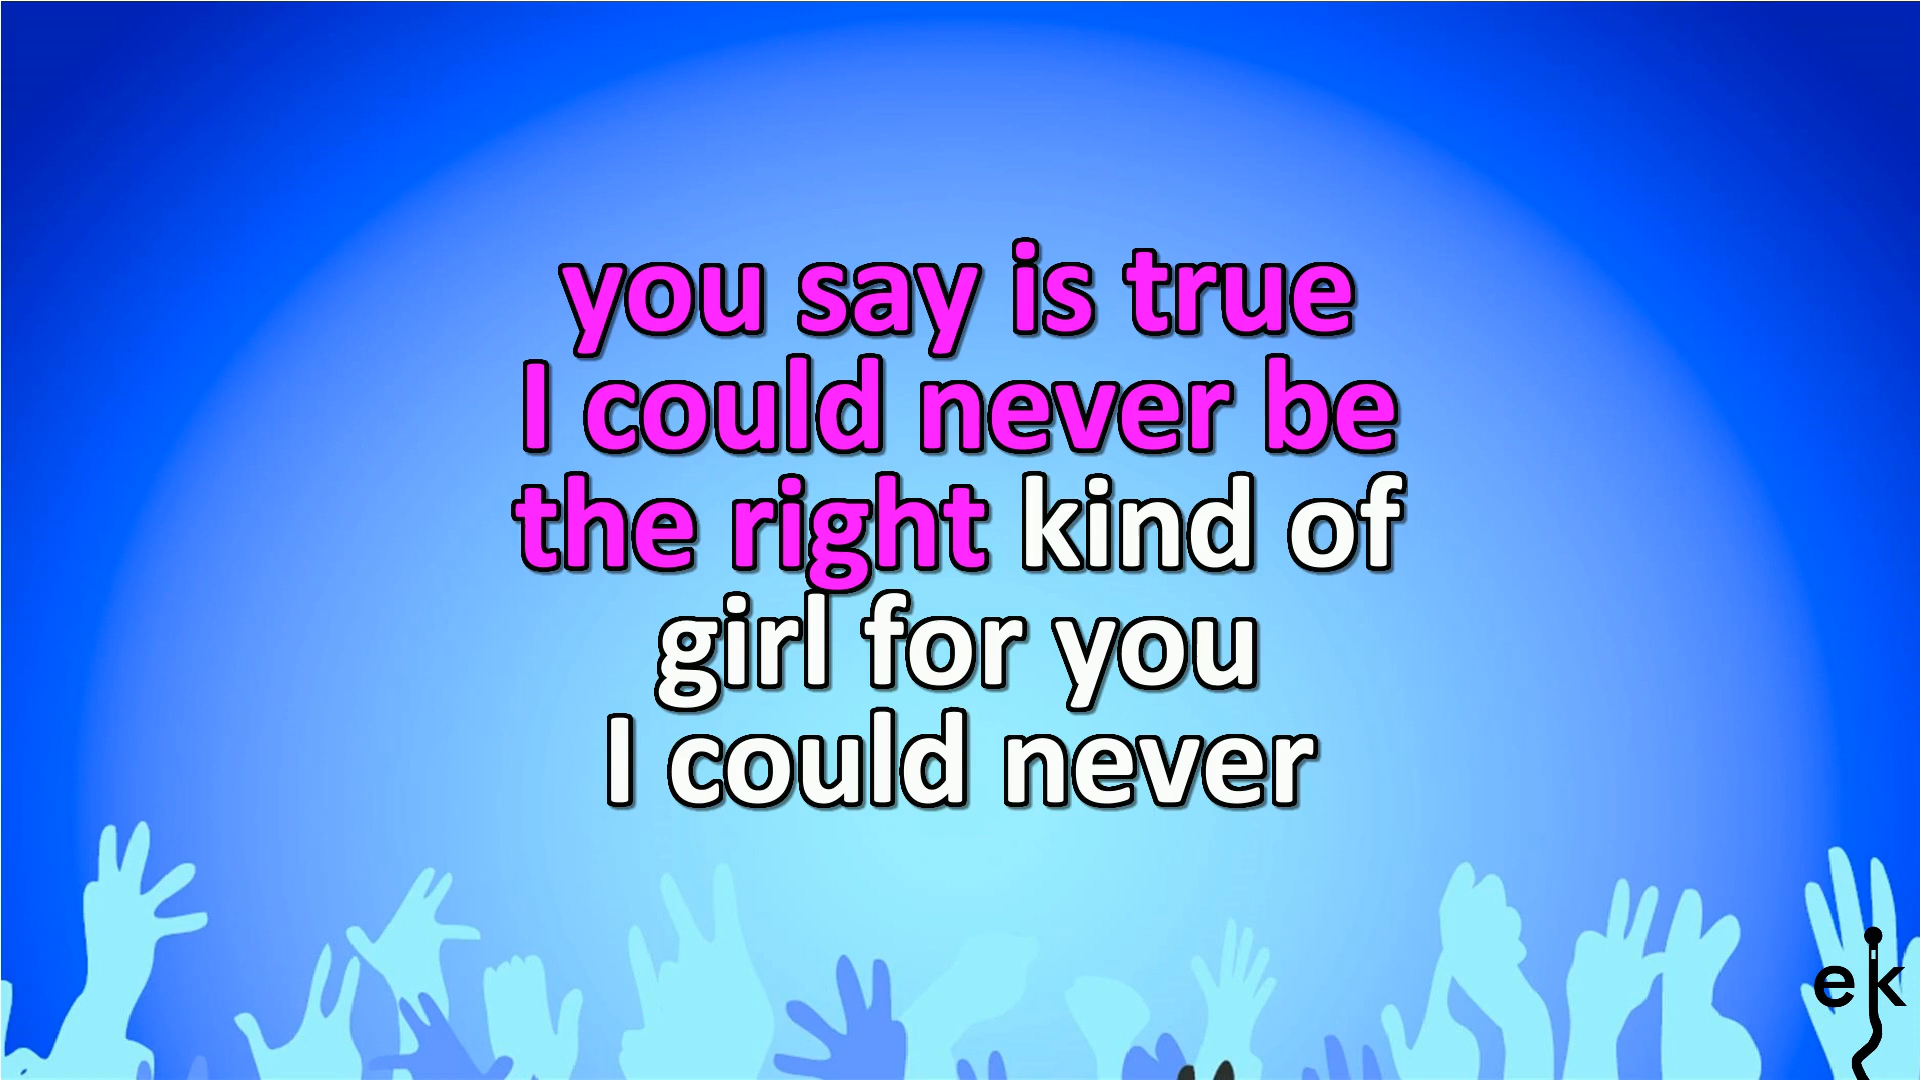 you say is true
I could never be
the right kind of
girl for you
I could never
ek